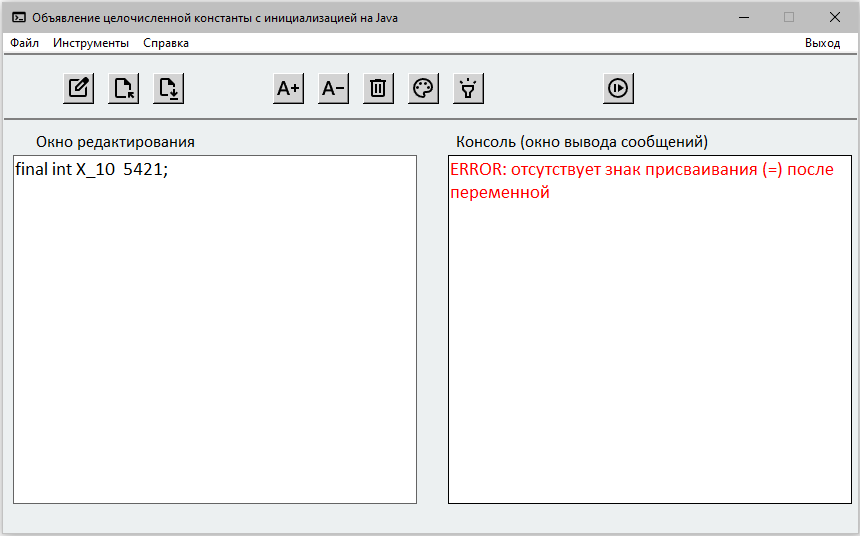 Объявление целочисленной константы с инициализацией на Java
Файл Инструменты Справка Выход
A+ A−
Окно редактирования Консоль (окно вывода сообщений)
final int X_10  5421;
ERROR: отсутствует знак присваивания (=) после
переменной